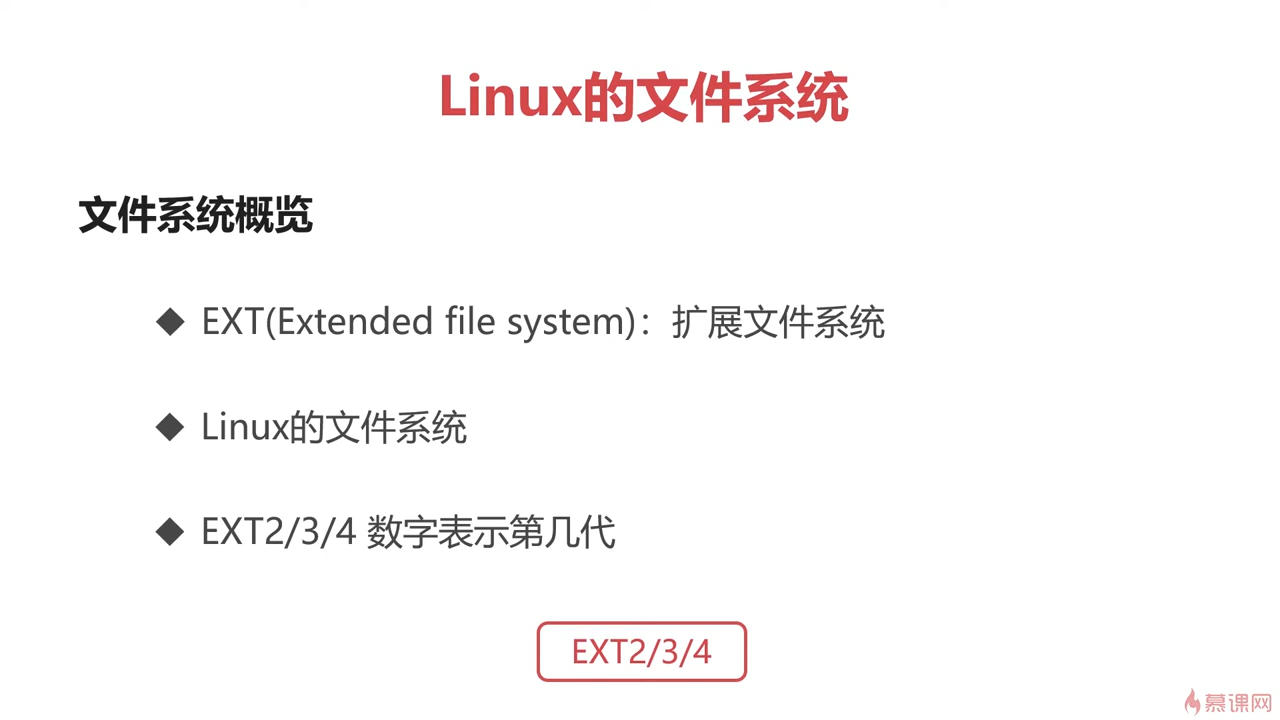 Linux的文件系统
文件系统概览
◆ EXT(Extended file system)：扩展文件系统
◆ Linux的文件系统
◆ EXT2/3/4 数字表示第几代
EXT2/3/4
慕课网